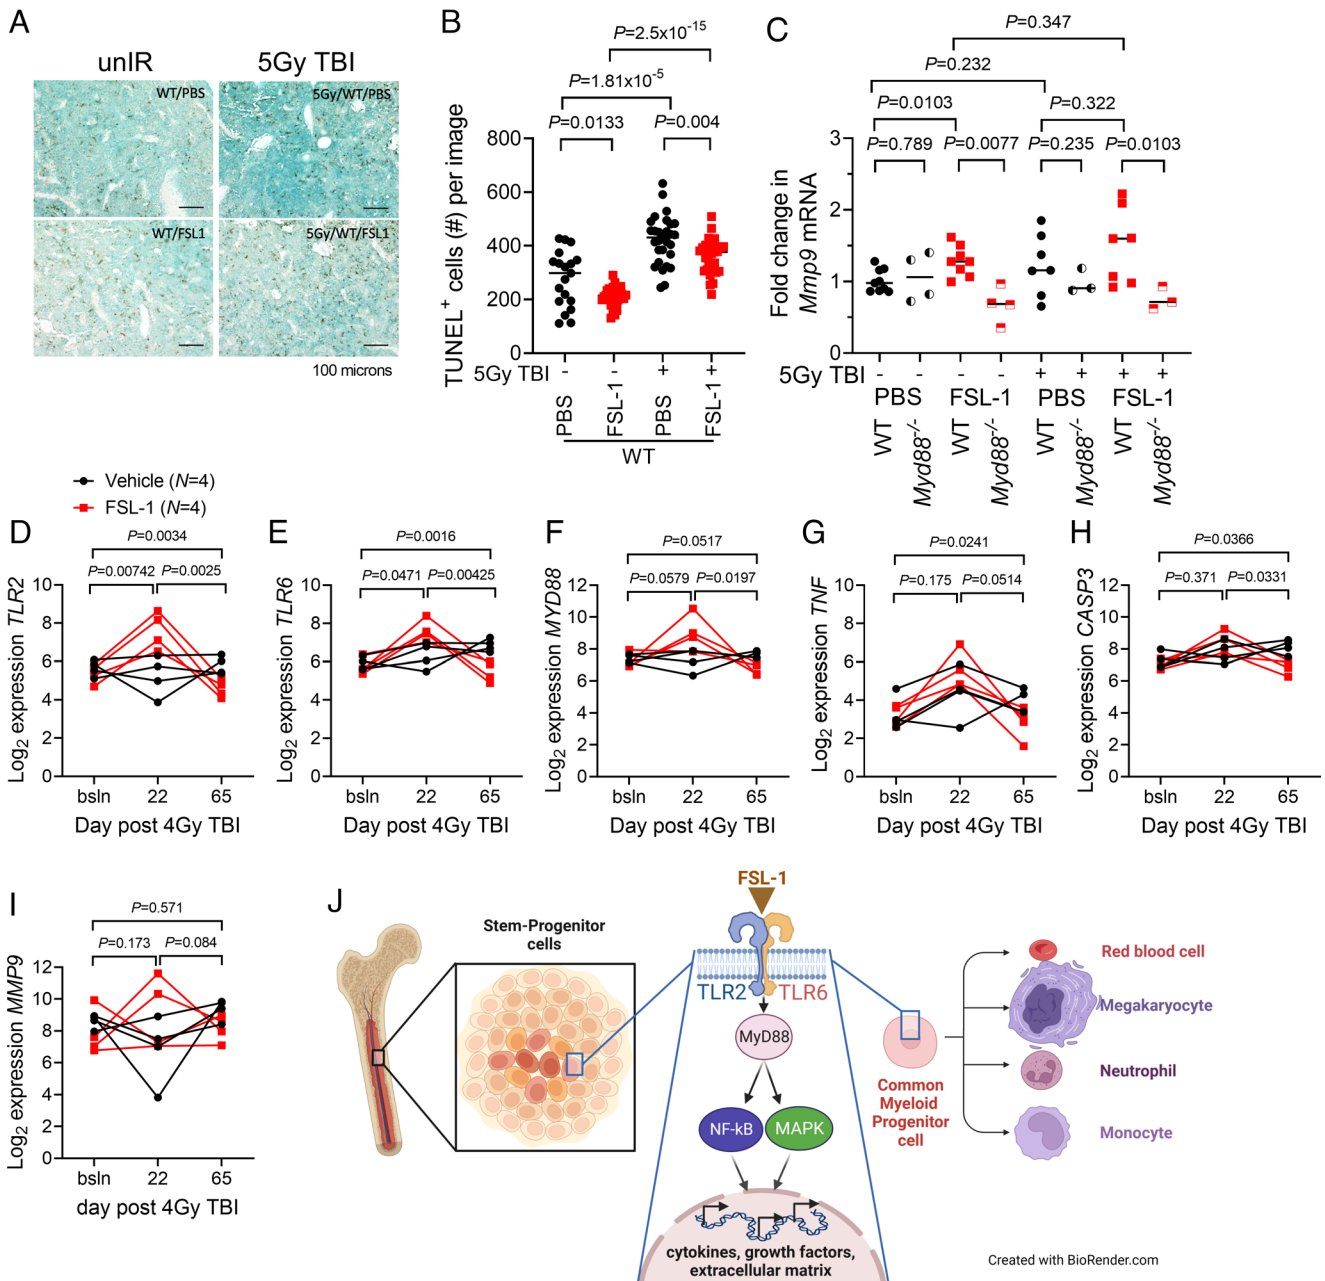 A
unIR
5Gy TBI
WT/PBS
5Gy/WT/PBS
WT/FSL1
5Gy/WT/FSL1
100 microns
B
P=2.5x10⁻¹⁵
P=1.81x10⁻⁵
P=0.0133
P=0.004
TUNEL⁺ cells (#) per image
800
600
400
200
0
5Gy TBI - - + +
PBS
FSL-1
PBS
FSL-1
WT
C
P=0.347
P=0.232
P=0.0103
P=0.322
P=0.789
P=0.0077
P=0.235
P=0.0103
Fold change in
Mmp9 mRNA
3
2
1
0
5Gy TBI - - - - + + + +
PBS FSL-1 PBS FSL-1
WT
Myd88⁻/⁻
WT
Myd88⁻/⁻
WT
Myd88⁻/⁻
WT
Myd88⁻/⁻
Vehicle (N=4)
FSL-1 (N=4)
D
P=0.0034
P=0.00742
P=0.0025
Log₂ expression TLR2
10
8
6
4
2
0
bsln 22 65
Day post 4Gy TBI
E
P=0.0016
P=0.0471
P=0.00425
Log₂ expression TLR6
10
8
6
4
2
0
bsln 22 65
Day post 4Gy TBI
F
P=0.0517
P=0.0579
P=0.0197
Log₂ expression MYD88
12
10
8
6
4
2
0
bsln 22 65
Day post 4Gy TBI
G
P=0.0241
P=0.175
P=0.0514
Log₂ expression TNF
10
8
6
4
2
0
bsln 22 65
Day post 4Gy TBI
H
P=0.0366
P=0.371
P=0.0331
Log₂ expression CASP3
12
10
8
6
4
2
0
bsln 22 65
Day post 4Gy TBI
I
P=0.571
P=0.173
P=0.084
Log₂ expression MMP9
12
10
8
6
4
2
0
bsln 22 65
day post 4Gy TBI
J
Stem-Progenitor
cells
FSL-1
TLR2
TLR6
MyD88
NF-kB
MAPK
cytokines, growth factors,
extracellular matrix
Common
Myeloid
Progenitor
cell
Red blood cell
Megakaryocyte
Neutrophil
Monocyte
Created with BioRender.com